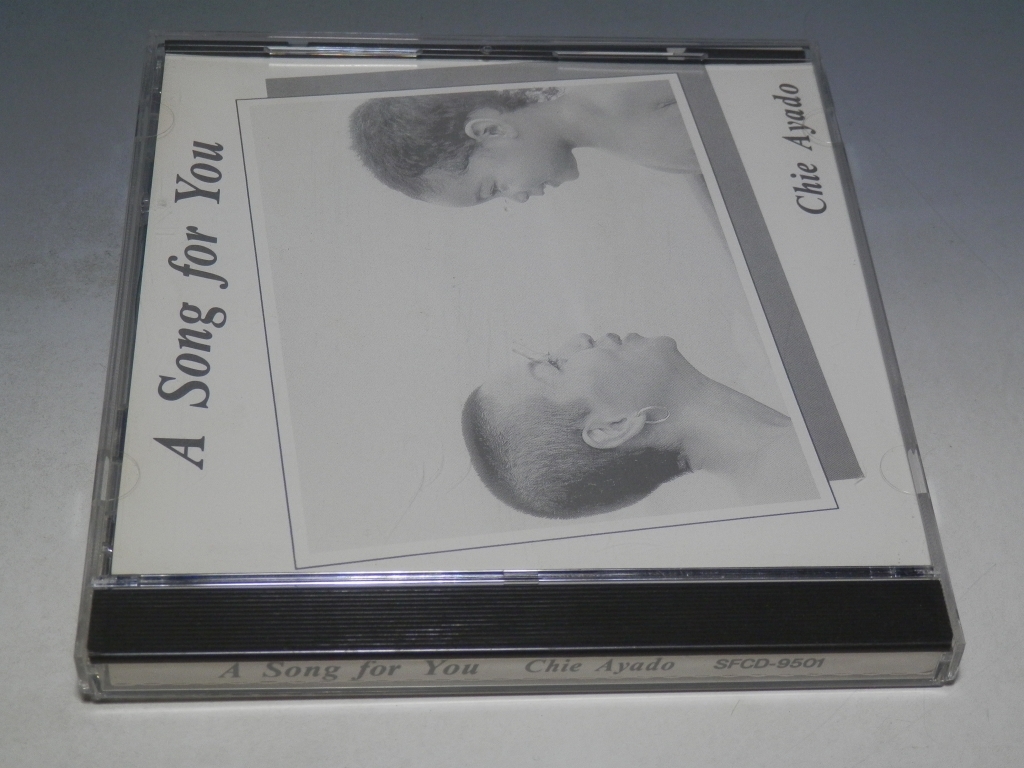 A Song for You
Chie Ayado
A Song for You Chie Ayado SFCD-9501